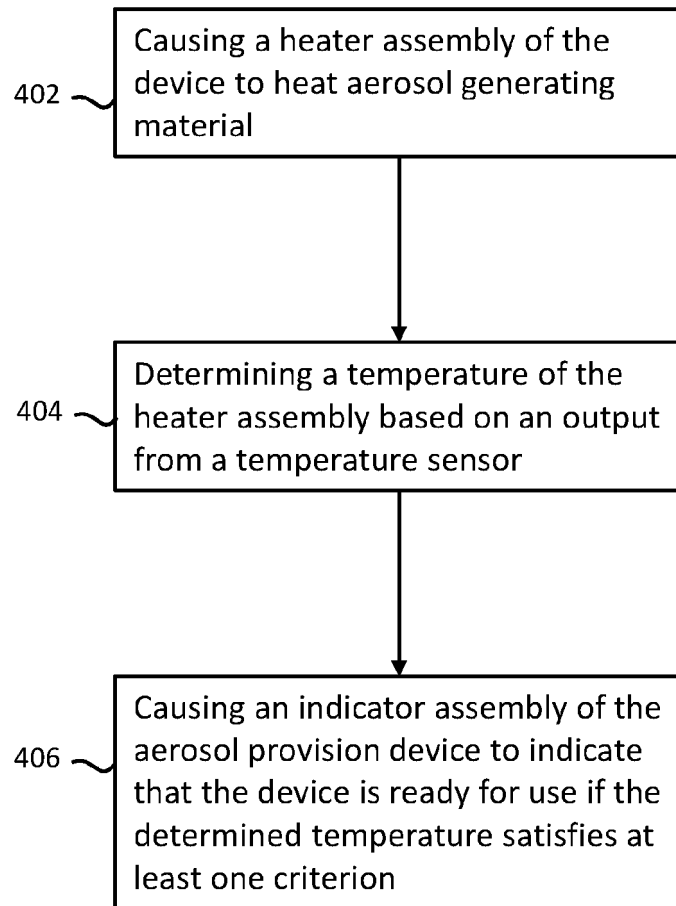 402
Causing a heater assembly of the
device to heat aerosol generating
material
404
Determining a temperature of the
heater assembly based on an output
from a temperature sensor
406
Causing an indicator assembly of the
aerosol provision device to indicate
that the device is ready for use if the
determined temperature satisfies at
least one criterion